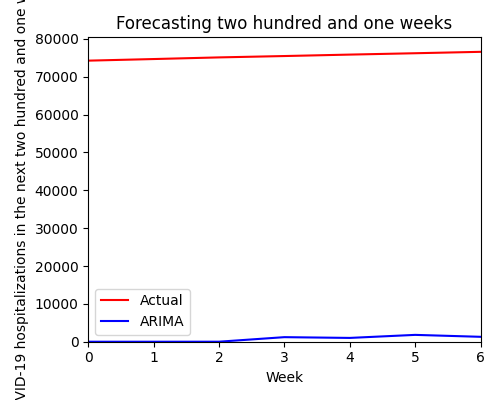 Forecasting two hundred and one weeks
VID-19 hospitalizations in the next two hundred and one
80000
70000
60000
50000
40000
30000
20000
10000
0
Actual
ARIMA
0 1 2 3 4 5 6
Week